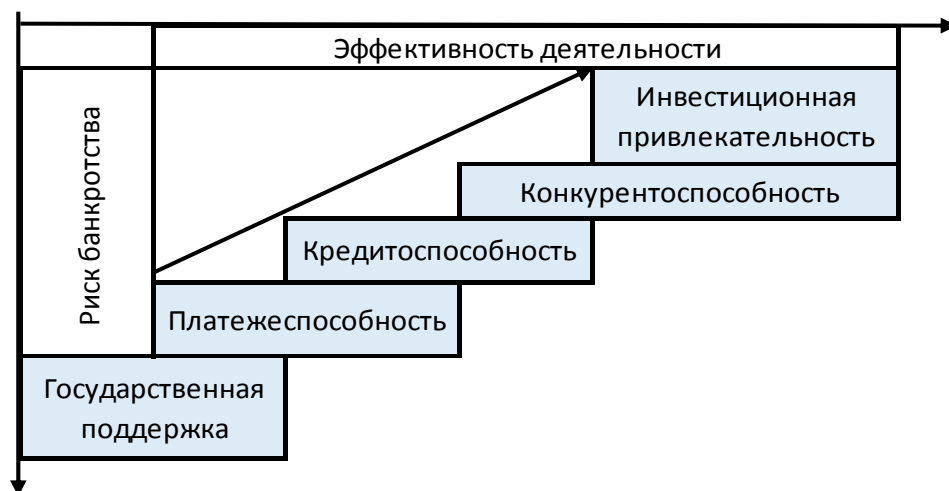 Эффективность деятельности
Риск банкротства
Инвестиционная
привлекательность
Конкурентоспособность
Кредитоспособность
Платежеспособность
Государственная
поддержка